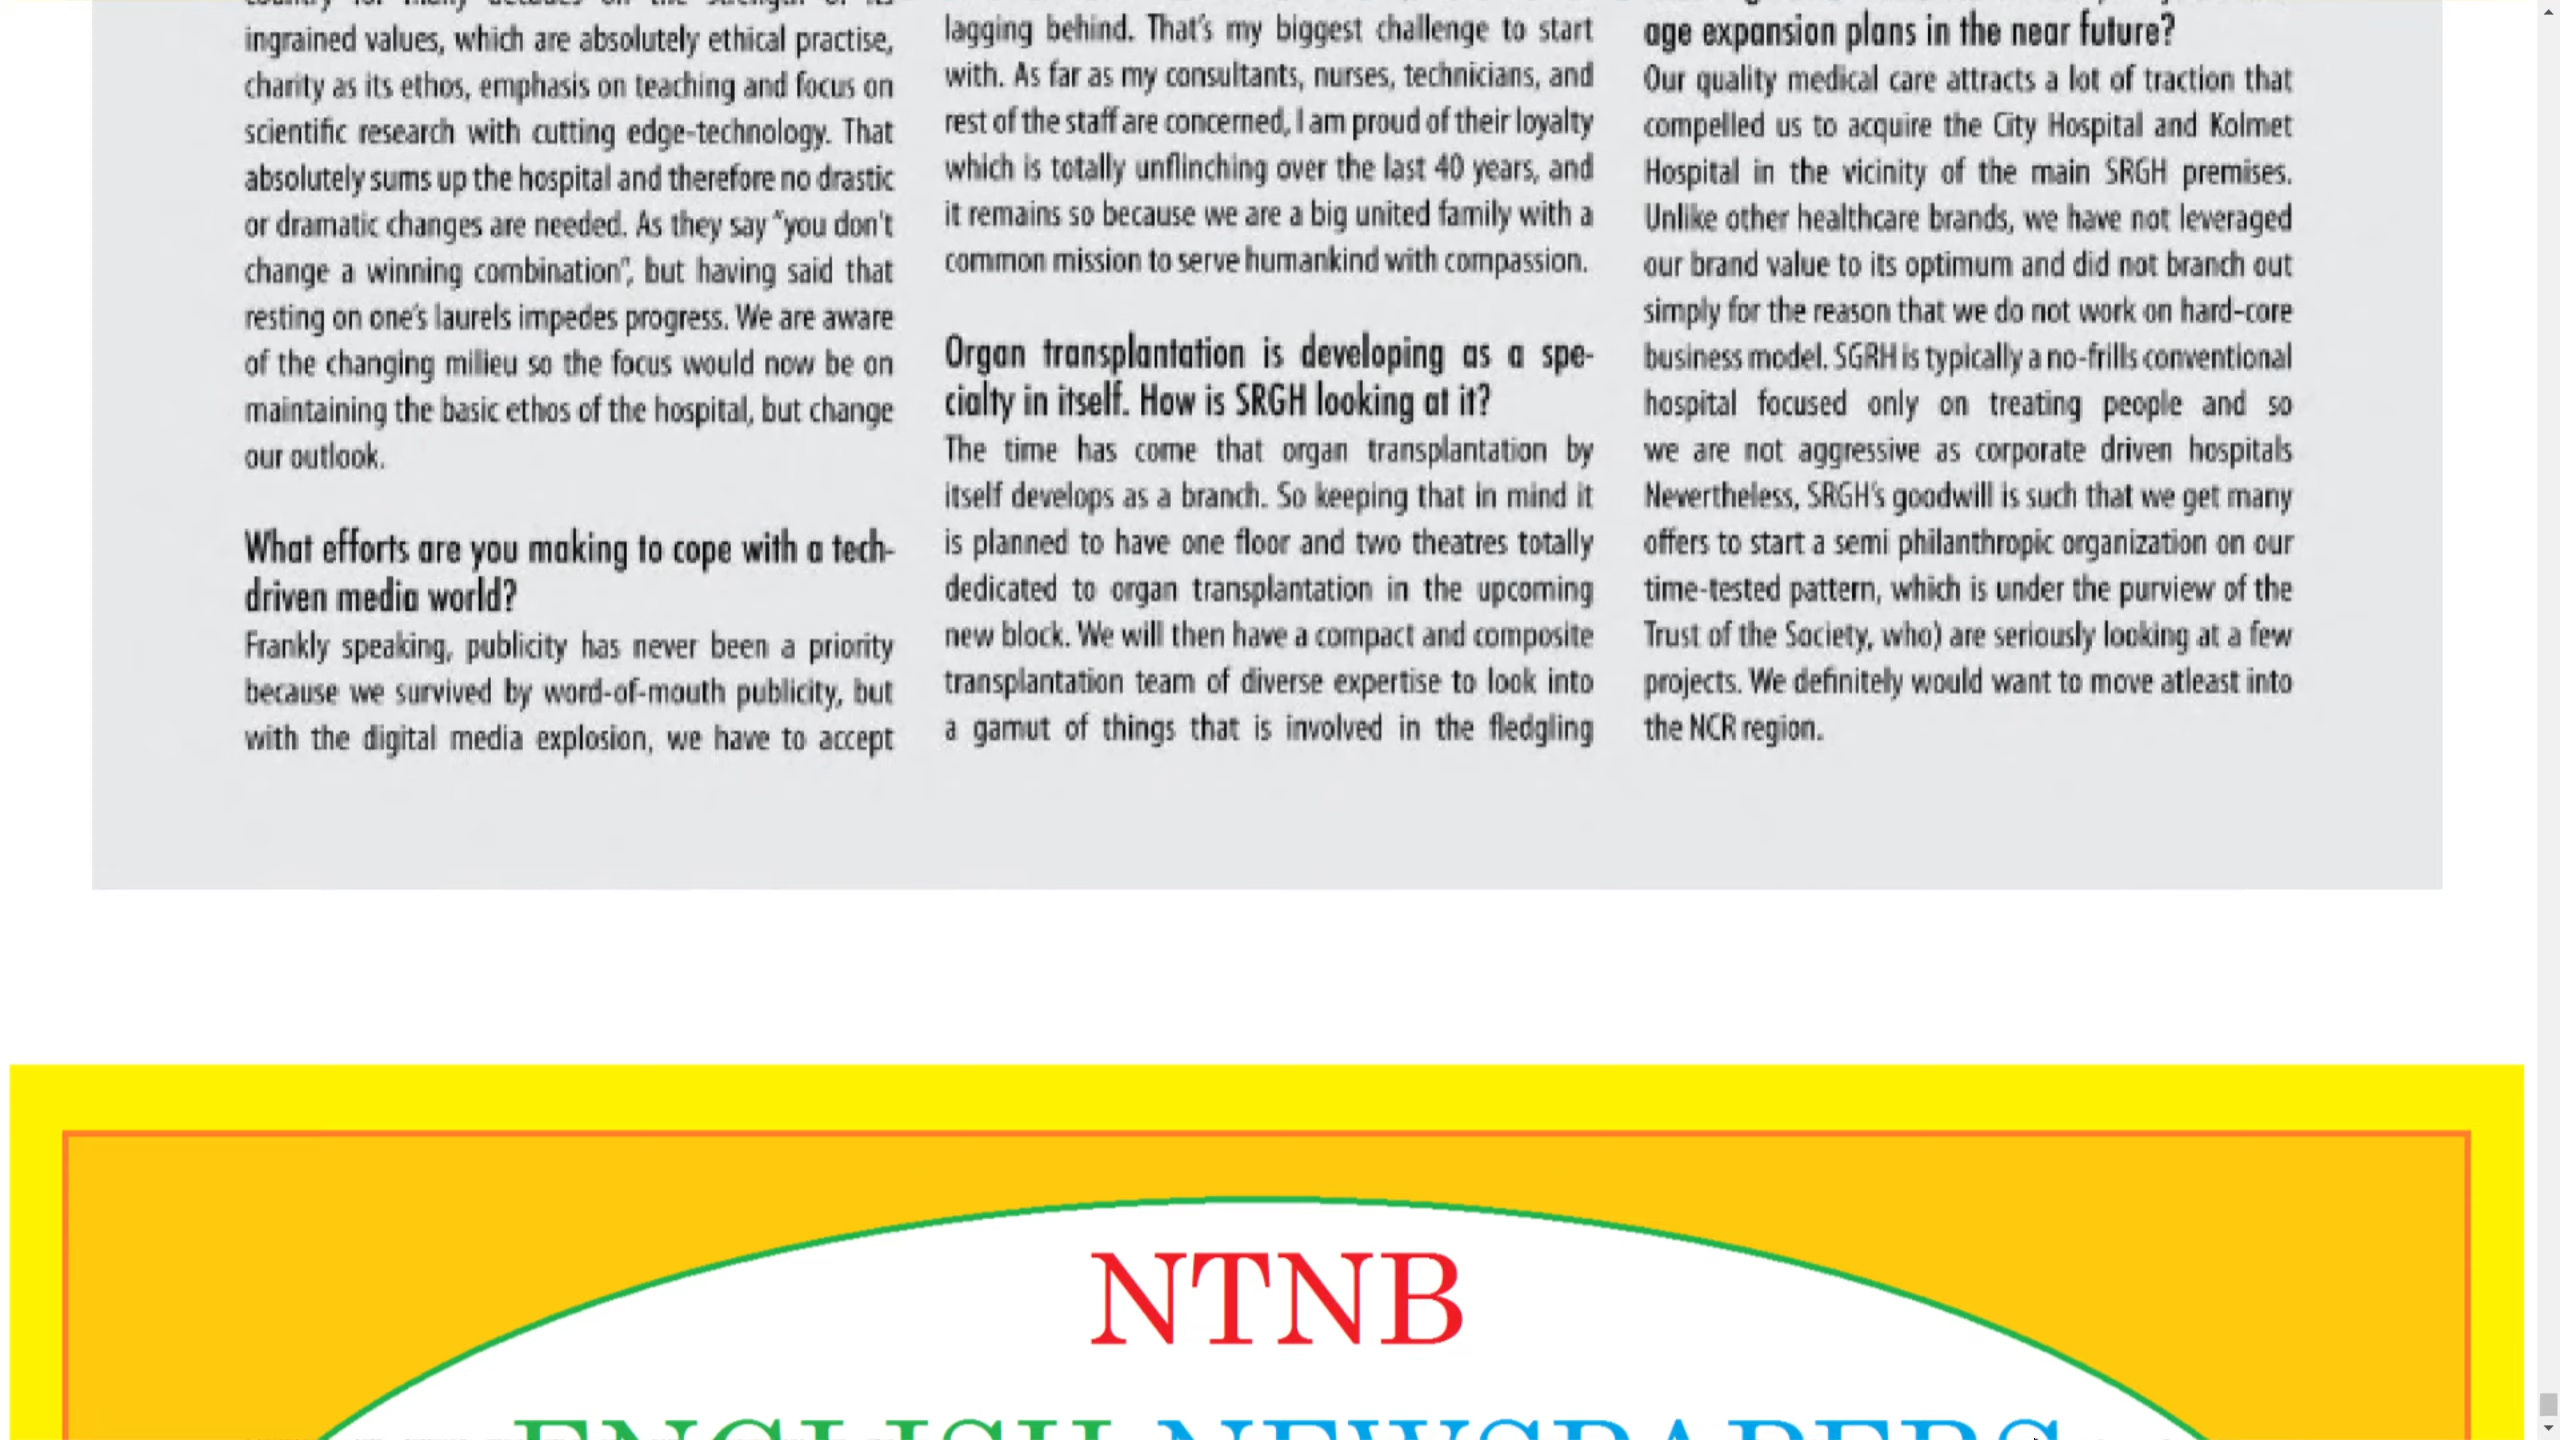 ingrained values, which are absolutely ethical practise,
charity as its ethos, emphasis on teaching and focus on
scientific research with cutting edge-technology. That
absolutely sums up the hospital and therefore no drastic
or dramatic changes are needed. As they say "you don't
change a winning combination", but having said that
resting on one's laurels impedes progress. We are aware
of the changing milieu so the focus would now be on
maintaining the basic ethos of the hospital, but change
our outlook.
What efforts are you making to cope with a tech-
driven media world?
Frankly speaking, publicity has never been a priority
because we survived by word-of-mouth publicity, but
with the digital media explosion, we have to accept
lagging behind. That's my biggest challenge to start
with. As far as my consultants, nurses, technicians, and
rest of the staff are concerned, I am proud of their loyalty
which is totally unflinching over the last 40 years, and
it remains so because we are a big united family with a
common mission to serve humankind with compassion.
Organ transplantation is developing as a spe-
cialty in itself. How is SRGH looking at it?
The time has come that organ transplantation by
itself develops as a branch. So keeping that in mind it
is planned to have one floor and two theatres totally
dedicated to organ transplantation in the upcoming
new block. We will then have a compact and composite
transplantation team of diverse expertise to look into
a gamut of things that is involved in the fledgling
age expansion plans in the near future?
Our quality medical care attracts a lot of traction that
compelled us to acquire the City Hospital and Kolmet
Hospital in the vicinity of the main SRGH premises.
Unlike other healthcare brands, we have not leveraged
our brand value to its optimum and did not branch out
simply for the reason that we do not work on hard-core
business model. SGRH is typically a no-frills conventional
hospital focused only on treating people and so
we are not aggressive as corporate driven hospitals
Nevertheless, SRGH's goodwill is such that we get many
offers to start a semi philanthropic organization on our
time-tested pattern, which is under the purview of the
Trust of the Society, who) are seriously looking at a few
projects. We definitely would want to move atleast into
the NCR region.
NTNB
ENGLISH NEWSPAPERS